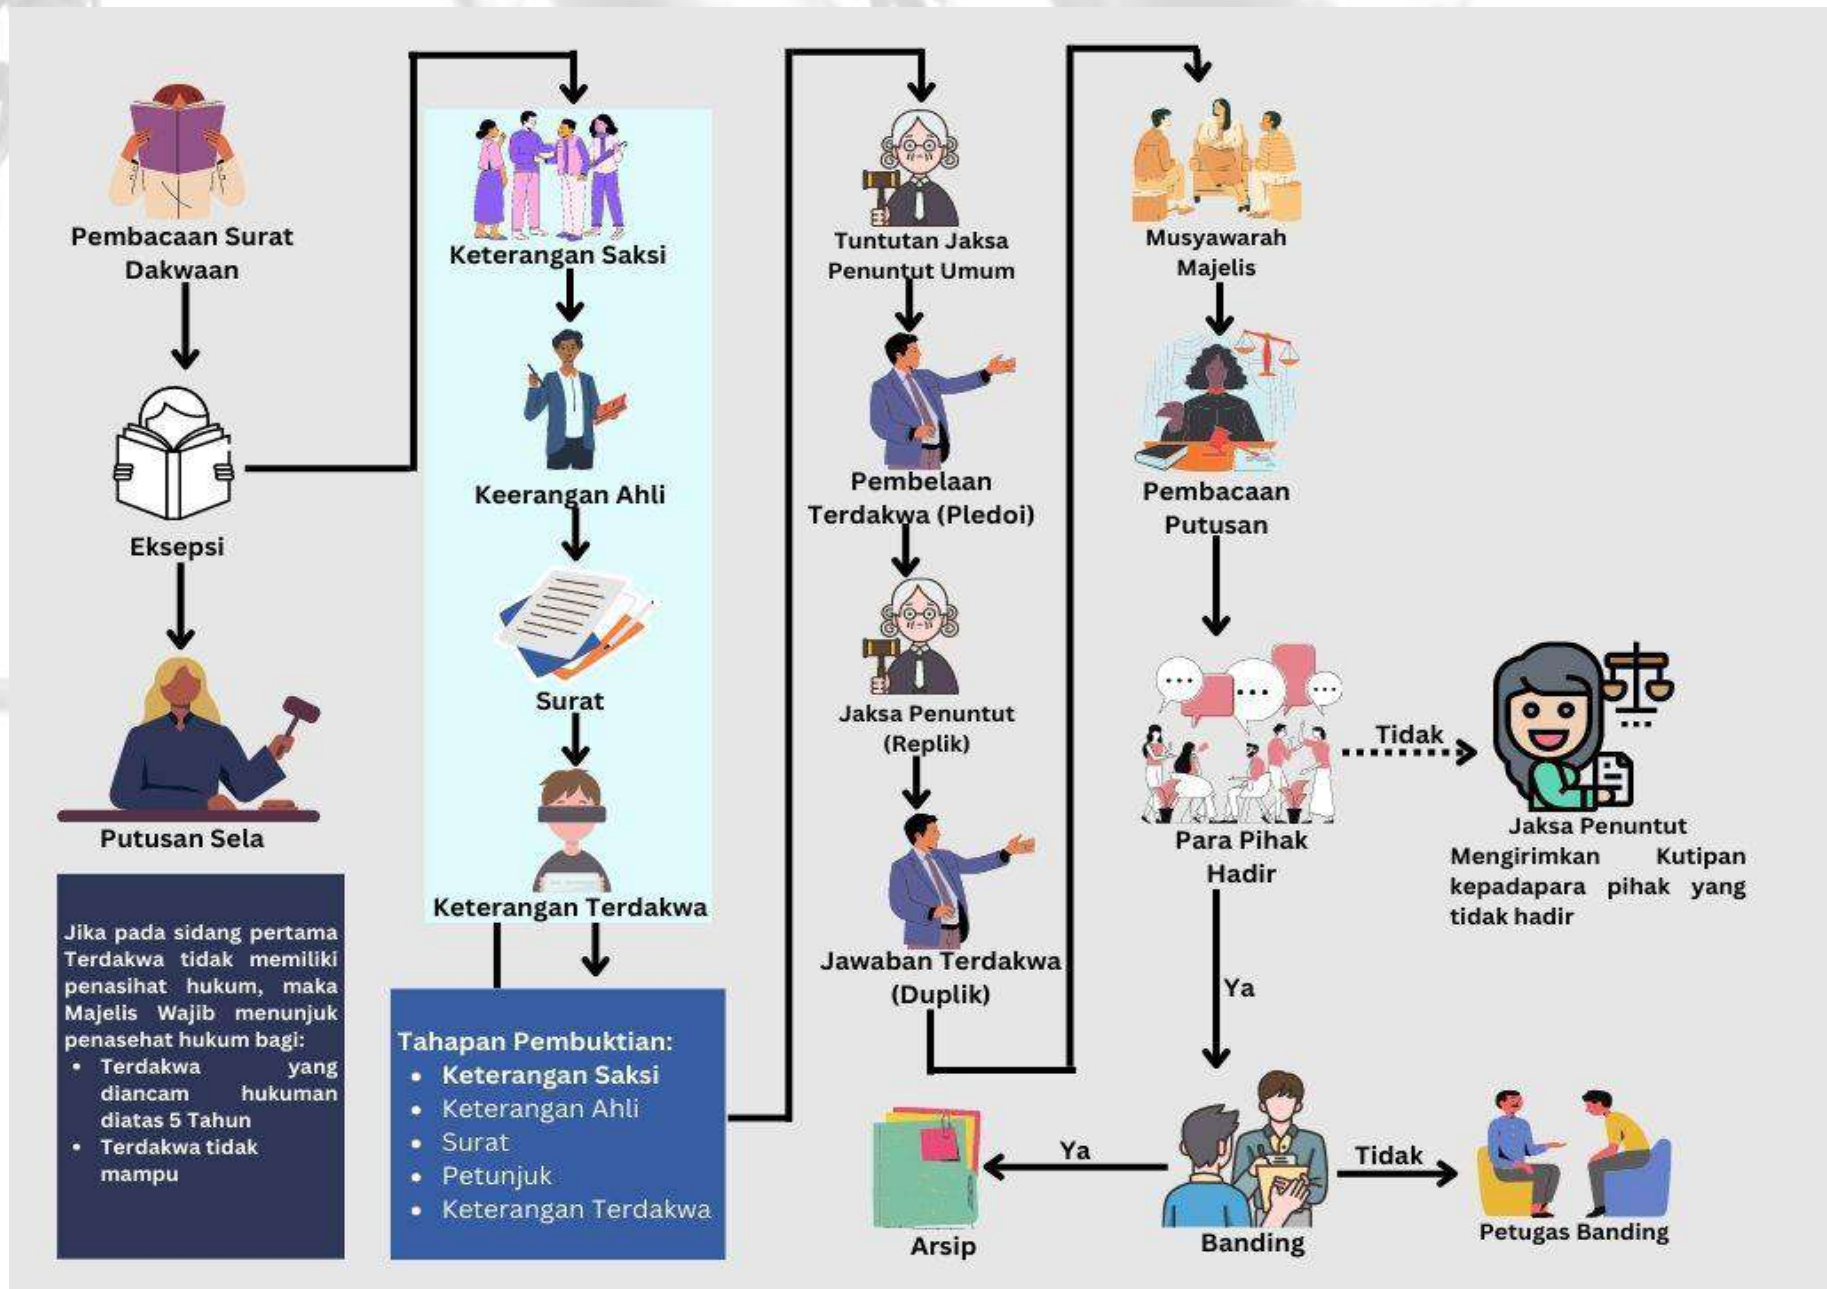 Pembacaan Surat
Dakwaan
Eksepsi
Putusan Sela
Jika pada sidang pertama
Terdakwa tidak memiliki
penasihat hukum, maka
Majelis Wajib menunjuk
penasehat hukum bagi:
• Terdakwa yang
diancam hukuman
diatas 5 Tahun
• Terdakwa tidak
mampu
Keterangan Saksi
Keerangan Ahli
Surat
Keterangan Terdakwa
Tahapan Pembuktian:
• Keterangan Saksi
• Keterangan Ahli
• Surat
• Petunjuk
• Keterangan Terdakwa
Tuntutan Jaksa
Penuntut Umum
Pembelaan
Terdakwa (Pledoi)
Jaksa Penuntut
(Replik)
Jawaban Terdakwa
(Duplik)
Musyawarah
Majelis
Pembacaan
Putusan
Para Pihak
Hadir
Tidak
Jaksa Penuntut
Mengirimkan Kutipan
kepadapara pihak yang
tidak hadir
Ya
Banding
Ya
Arsip
Tidak
Petugas Banding